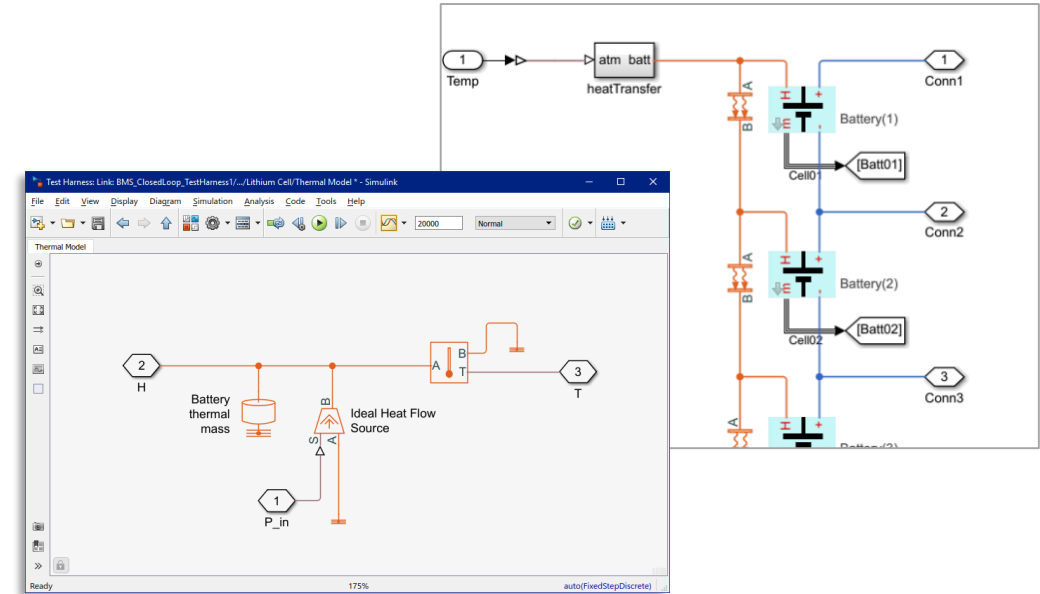 1
Temp
atm batt
heatTransfer
A
B
H
+
-
m
Battery(1)
Cell01
[Batt01]
1
Conn1
2
Conn2
A
B
H
+
-
m
Battery(2)
Cell02
[Batt02]
3
Conn3
A
H
+
Battery(3)
Test Harness: Link: BMS_ClosedLoop_TestHarness1/.../Lithium Cell/Thermal Model * - Simulink
File Edit View Display Diagram Simulation Analysis Code Tools Help
20000 Normal
Thermal Model
2
H
Battery
thermal
mass
B
S A
Ideal Heat Flow
Source
1
P_in
A B
T
3
T
Ready 175% auto(FixedStepDiscrete)